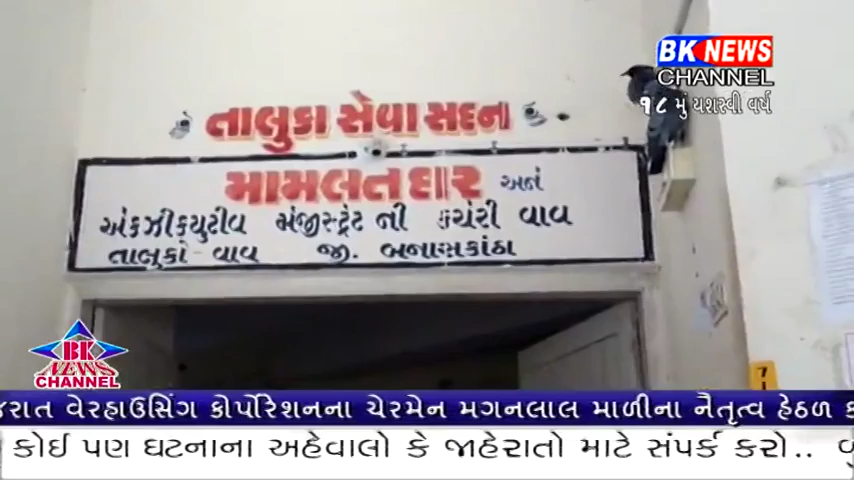 BK NEWS
CHANNEL
૧૮ મું યશસ્વી વર્ષ
તાલુકા સેવા સદન
મામલતદાર અને
એકઝીક્યુટીવ મેજીસ્ટ્રેટ ની કચેરી વાવ
તાલુકો - વાવ જી. બનાસકાંઠા
BK
NEWS
CHANNEL
જરાત વેરહાઉસિંગ કોર્પોરેશનના ચેરમેન મગનલાલ માળીના નેતૃત્વ હેઠળ
કોઈ પણ ઘટનાના અહેવાલો કે જાહેરાતો માટે સંપર્ક કરો..